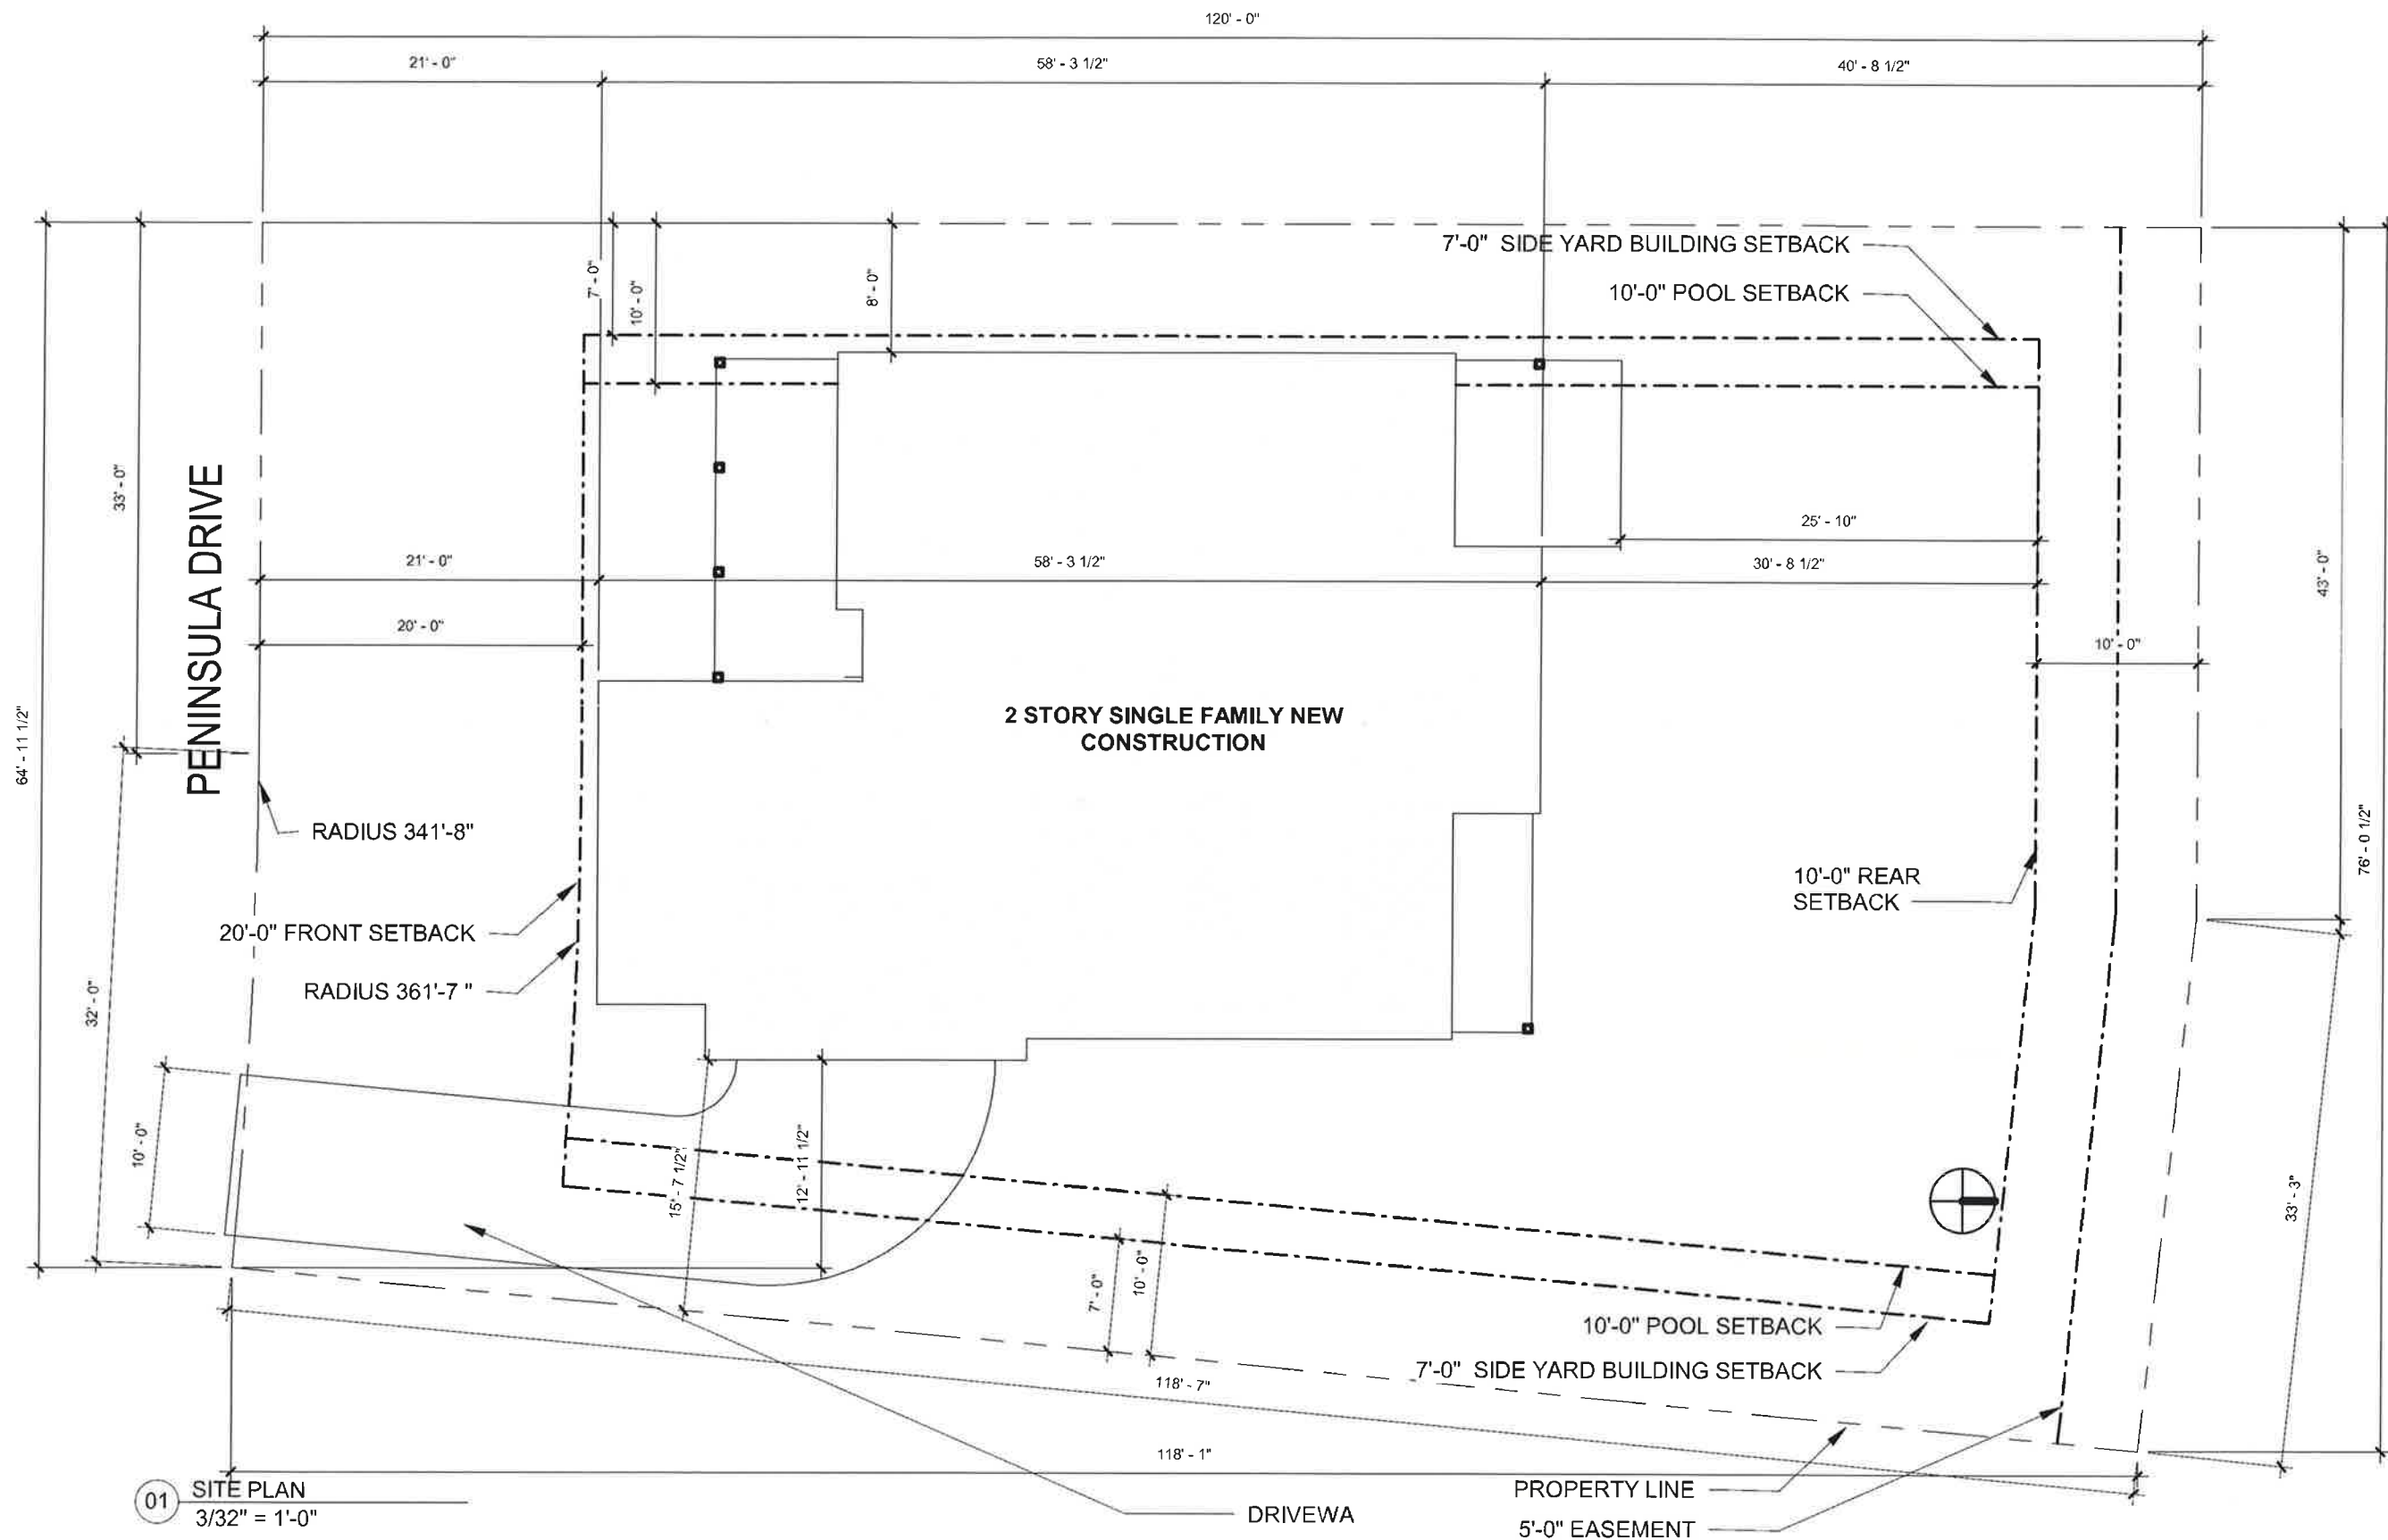 120' - 0"
21' - 0"
58' - 3 1/2"
40' - 8 1/2"
7'-0" SIDE YARD BUILDING SETBACK
10'-0" POOL SETBACK
7' - 0"
10' - 0"
8' - 0"
33' - 0"
PENINSULA DRIVE
25' - 10"
21' - 0"
58' - 3 1/2"
30' - 8 1/2"
43' - 0"
20' - 0"
10' - 0"
64' - 11 1/2"
2 STORY SINGLE FAMILY NEW
CONSTRUCTION
RADIUS 341'-8"
76' - 0 1/2"
10'-0" REAR
SETBACK
20'-0" FRONT SETBACK
RADIUS 361'-7 "
32' - 0"
10' - 0"
15' - 7 1/2"
12' - 11 1/2"
33' - 3"
7' - 0"
10' - 0"
10'-0" POOL SETBACK
7'-0" SIDE YARD BUILDING SETBACK
118' - 7"
118' - 1"
01
SITE PLAN
3/32" = 1'-0"
DRIVEWA
PROPERTY LINE
5'-0" EASEMENT